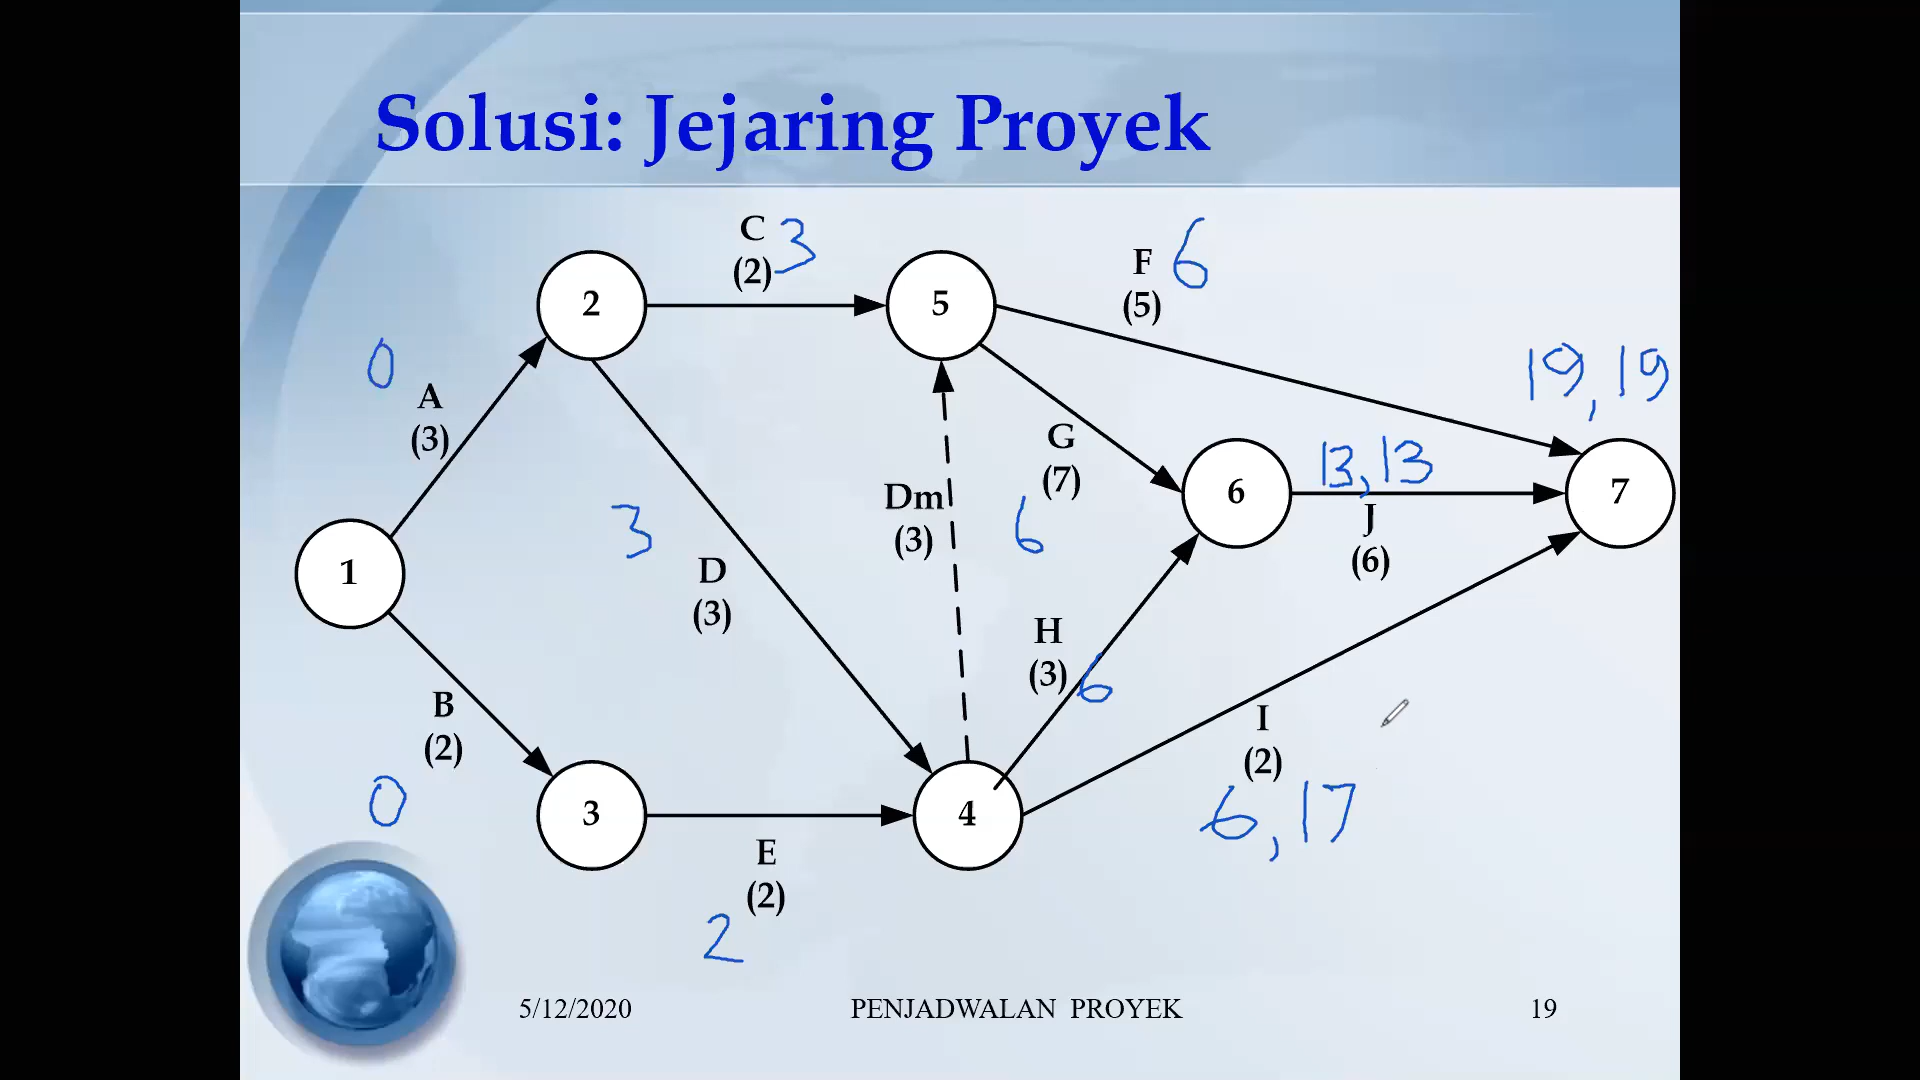 Solusi: Jejaring Proyek
C
(2)
3
F
(5)
6
2
5
0
A
(3)
19, 19
G
(7)
13, 13
6
7
J
(6)
Dm
(3)
6
3
D
(3)
1
H
(3)
6
B
(2)
I
(2)
6, 17
0
3
4
E
(2)
2
5/12/2020
PENJADWALAN PROYEK
19